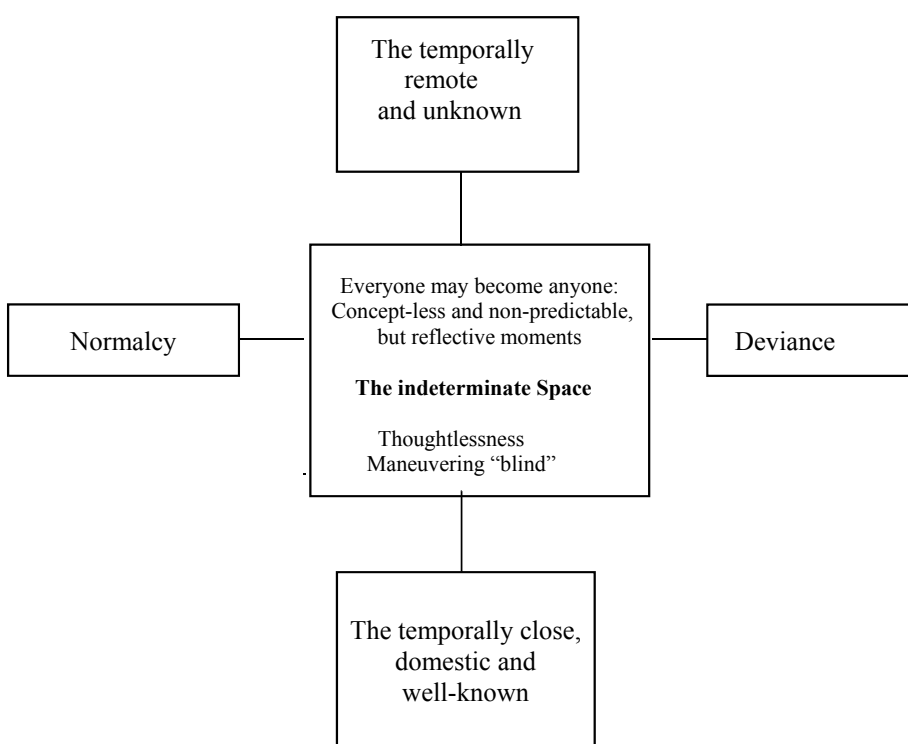 The temporally
remote
and unknown
Everyone may become anyone:
Concept-less and non-predictable,
but reflective moments
Normalcy
Deviance
The indeterminate Space
Thoughtlessness
Maneuvering “blind”
The temporally close,
domestic and
well-known